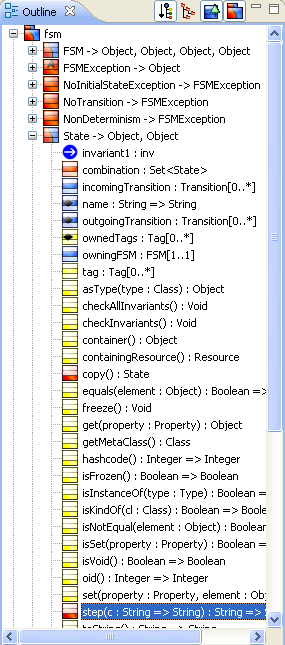 Outline
fsm
FSM -> Object, Object, Object, Object
FSMException -> Object
NoInitialStateException -> FSMException
NoTransition -> FSMException
NonDeterminism -> FSMException
State -> Object, Object
invariant1 : inv
combination : Set<State>
incomingTransition : Transition[0..*]
name : String => String
outgoingTransition : Transition[0..*]
ownedTags : Tag[0..*]
owningFSM : FSM[1..1]
tag : Tag[0..*]
asType(type : Class) : Object
checkAllInvariants() : Void
checkInvariants() : Void
container() : Object
containingResource() : Resource
copy() : State
equals(element : Object) : Boolean =>
freeze() : Void
get(property : Property) : Object
getMetaClass() : Class
hashcode() : Integer => Integer
isFrozen() : Boolean => Boolean
isInstanceOf(type : Type) : Boolean =
isKindOf(cl : Class) : Boolean => Boole
isNotEqual(element : Object) : Boolean
isSet(property : Property) : Boolean =
isVoid() : Boolean => Boolean
oid() : Integer => Integer
set(property : Property, element : Obj
step(c : String => String) : String =>
toString() : String => String